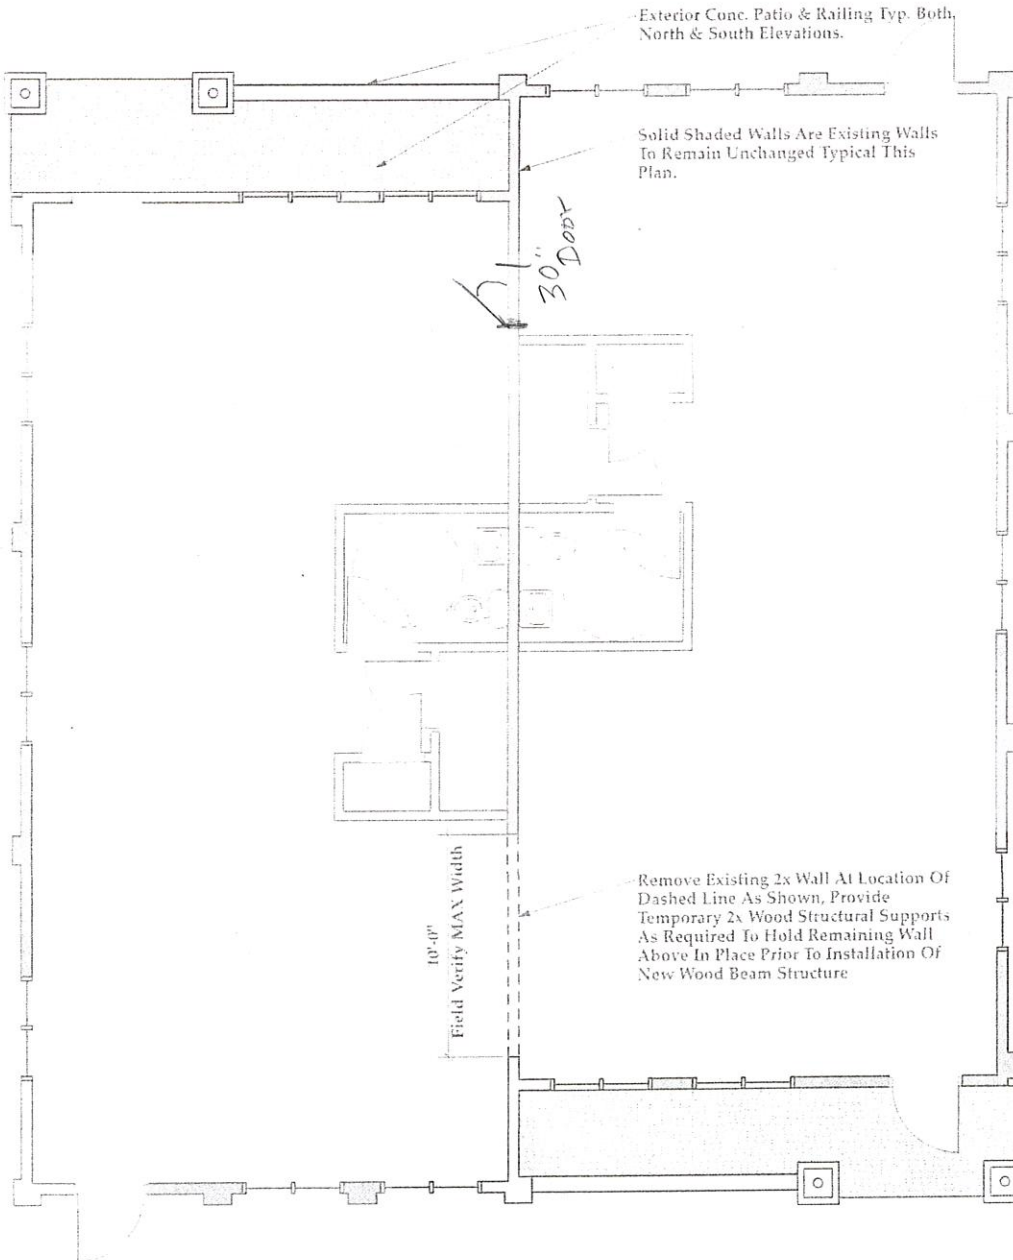 Exterior Conc. Patio & Railing Typ. Both,
North & South Elevations.
Solid Shaded Walls Are Existing Walls
To Remain Unchanged Typical This
Plan.
30"
Door
10'-0"
Field Verify MAX Width
Remove Existing 2x Wall At Location Of
Dashed Line As Shown, Provide
Temporary 2x Wood Structural Supports
As Required To Hold Remaining Wall
Above In Place Prior To Installation Of
New Wood Beam Structure